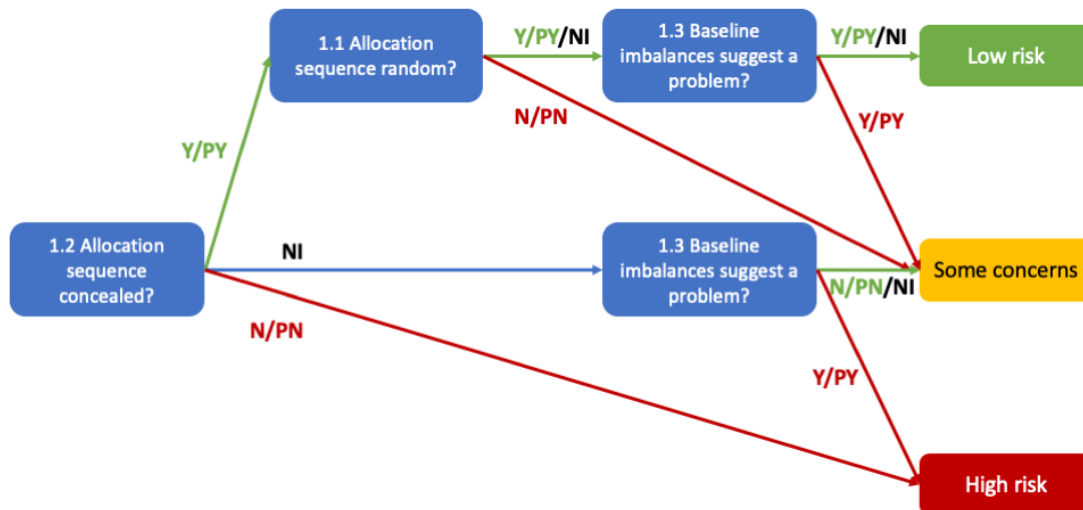 1.1 Allocation
sequence random?
Y/PY/NI
1.3 Baseline
imbalances suggest a
problem?
Y/PY/NI
Low risk
N/PN
Y/PY
Y/PY
1.2 Allocation
sequence
concealed?
NI
1.3 Baseline
imbalances suggest a
problem?
N/PN/NI
Some concerns
N/PN
Y/PY
High risk